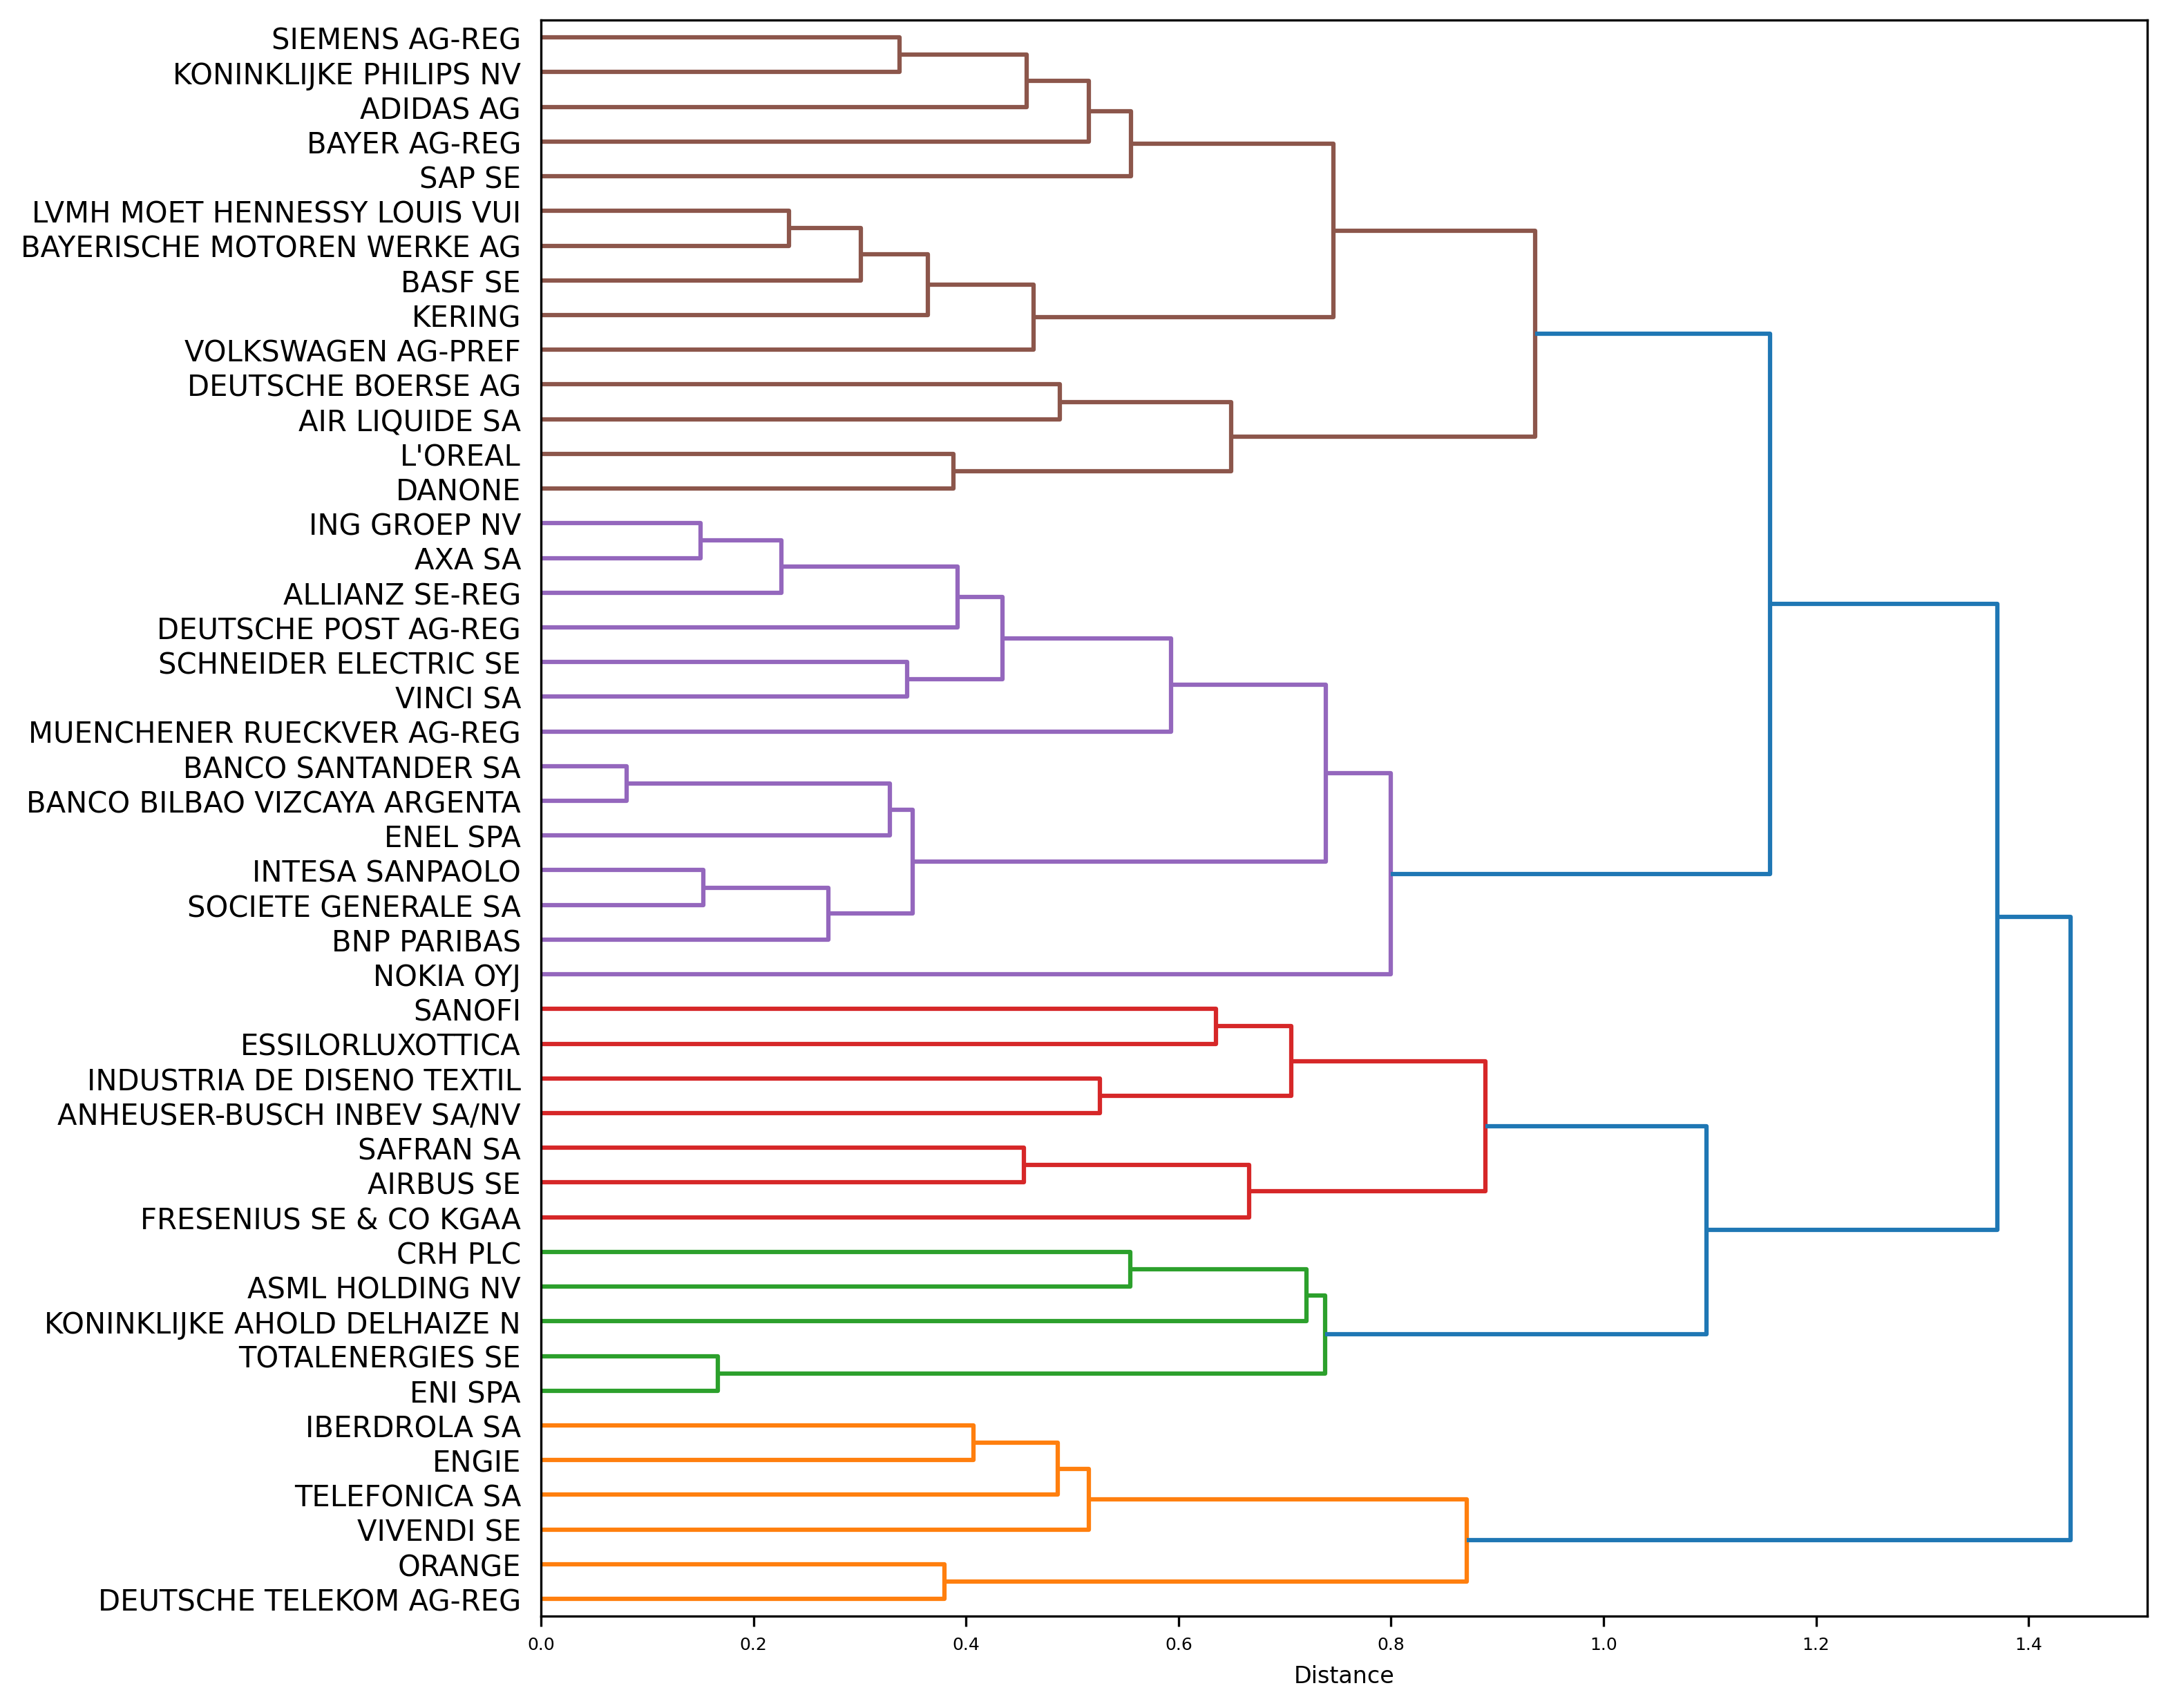 SIEMENS AG-REG
KONINKLIJKE PHILIPS NV
ADIDAS AG
BAYER AG-REG
SAP SE
LVMH MOET HENNESSY LOUIS VUI
BAYERISCHE MOTOREN WERKE AG
BASF SE
KERING
VOLKSWAGEN AG-PREF
DEUTSCHE BOERSE AG
AIR LIQUIDE SA
L'OREAL
DANONE
ING GROEP NV
AXA SA
ALLIANZ SE-REG
DEUTSCHE POST AG-REG
SCHNEIDER ELECTRIC SE
VINCI SA
MUENCHENER RUECKVER AG-REG
BANCO SANTANDER SA
BANCO BILBAO VIZCAYA ARGENTA
ENEL SPA
INTESA SANPAOLO
SOCIETE GENERALE SA
BNP PARIBAS
NOKIA OYJ
SANOFI
ESSILORLUXOTTICA
INDUSTRIA DE DISENO TEXTIL
ANHEUSER-BUSCH INBEV SA/NV
SAFRAN SA
AIRBUS SE
FRESENIUS SE & CO KGAA
CRH PLC
ASML HOLDING NV
KONINKLIJKE AHOLD DELHAIZE N
TOTALENERGIES SE
ENI SPA
IBERDROLA SA
ENGIE
TELEFONICA SA
VIVENDI SE
ORANGE
DEUTSCHE TELEKOM AG-REG
0.0 0.2 0.4 0.6 0.8 1.0 1.2 1.4
Distance